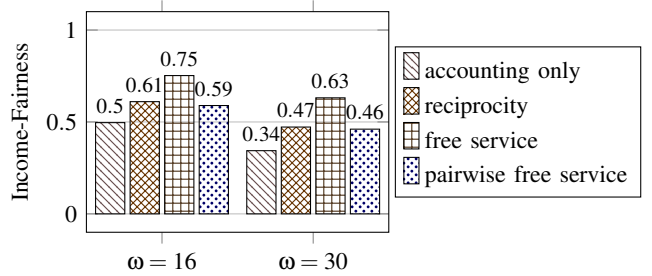 Income-Fairness
1
0.5
0
0.5
0.61
0.75
0.59
0.34
0.47
0.63
0.46
ω = 16
ω = 30
accounting only
reciprocity
free service
pairwise free service